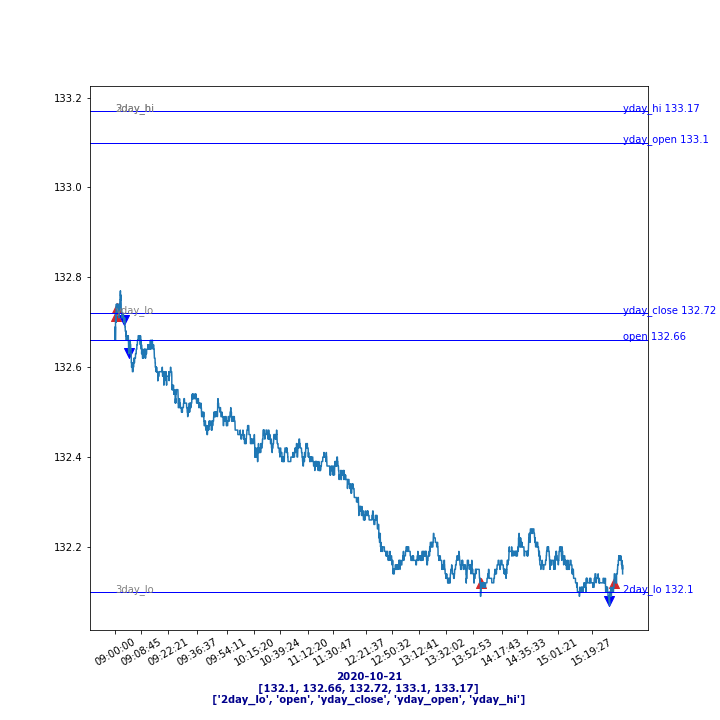 133.2
3day_hi
yday_hi 133.17
yday_open 133.1
133.0
132.8
2day_lo
yday_close 132.72
open 132.66
132.6
132.4
132.2
3day_lo
2day_lo 132.1
09:00:00
09:08:45
09:22:21
09:36:37
09:54:11
10:15:20
10:39:24
11:12:20
11:30:47
12:21:37
12:50:32
13:12:41
13:32:02
13:52:53
14:17:43
14:35:33
15:01:21
15:19:27
2020-10-21
[132.1, 132.66, 132.72, 133.1, 133.17]
['2day_lo', 'open', 'yday_close', 'yday_open', 'yday_hi']